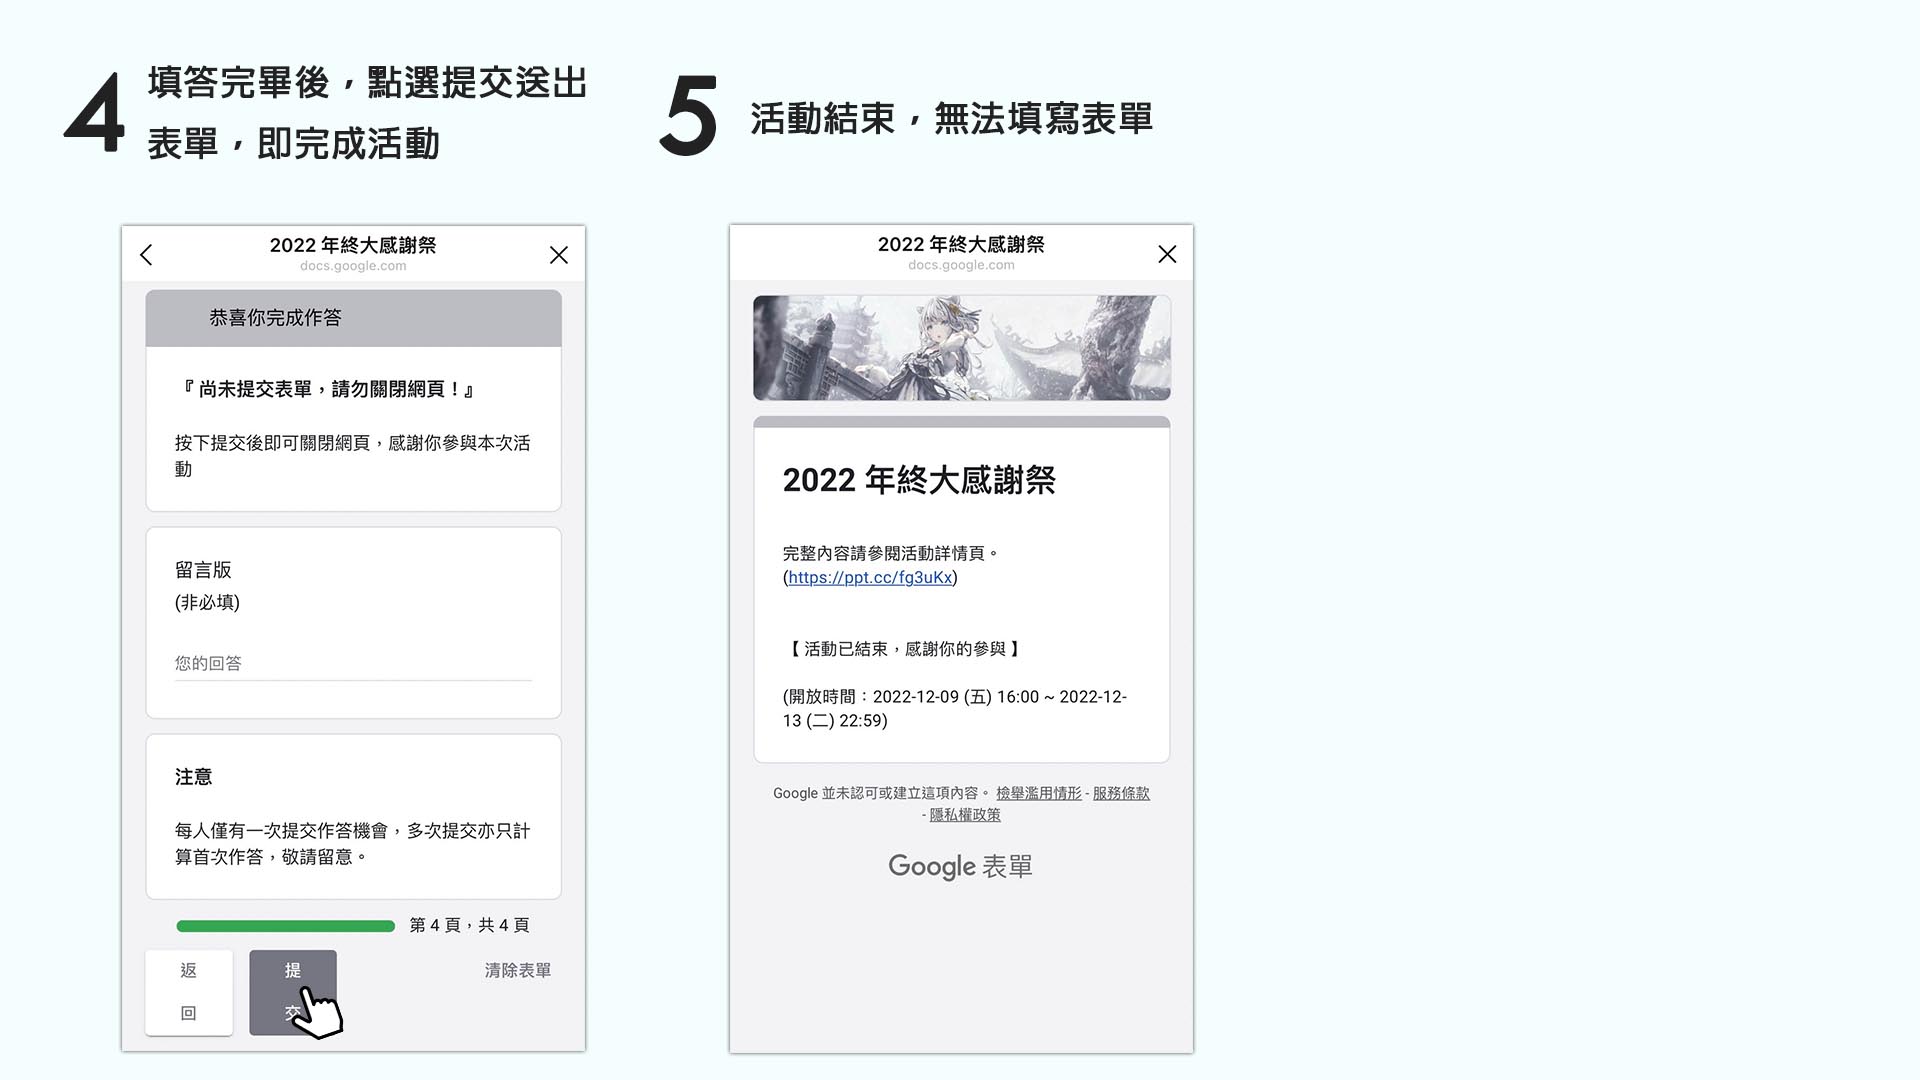 4
填答完畢後，點選提交送出
表單，即完成活動
2022 年終大感謝祭
docs.google.com
恭喜你完成作答
『 尚未提交表單，請勿關閉網頁！』
按下提交後即可關閉網頁，感謝你參與本次活
動
留言版
(非必填)
您的回答
注意
每人僅有一次提交作答機會，多次提交亦只計
算首次作答，敬請留意。
第 4 頁，共 4 頁
返
回
提
交
清除表單
5
活動結束，無法填寫表單
2022 年終大感謝祭
docs.google.com
2022 年終大感謝祭
完整內容請參閱活動詳情頁。
(https://ppt.cc/fg3uKx)
【 活動已結束，感謝你的參與 】
(開放時間：2022-12-09 (五) 16:00 ~ 2022-12-
13 (二) 22:59)
Google 並未認可或建立這項內容。 檢舉濫用情形 - 服務條款
- 隱私權政策
Google 表單